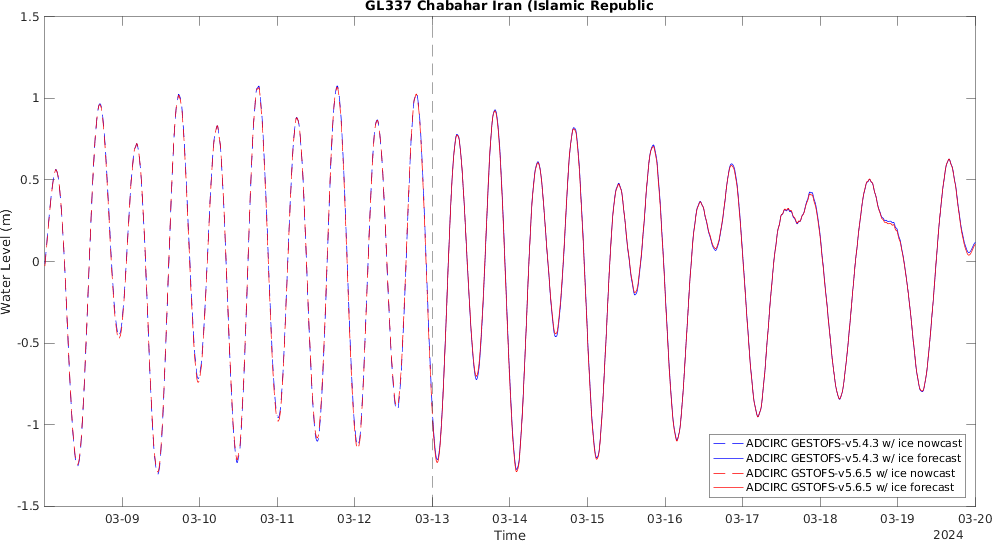 GL337 Chabahar Iran (Islamic Republic
1.5
1
0.5
0
-0.5
-1
-1.5
Water Level (m)
03-09 03-10 03-11 03-12 03-13 03-14 03-15 03-16 03-17 03-18 03-19 03-20
Time
2024
ADCIRC GESTOFS-v5.4.3 w/ ice nowcast
ADCIRC GESTOFS-v5.4.3 w/ ice forecast
ADCIRC GSTOFS-v5.6.5 w/ ice nowcast
ADCIRC GSTOFS-v5.6.5 w/ ice forecast